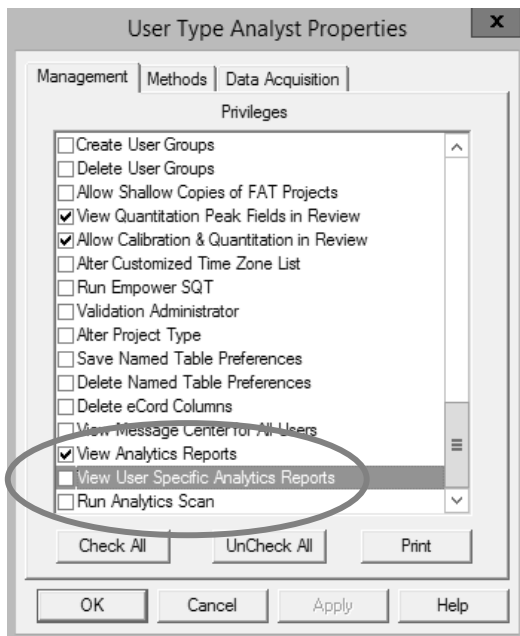 User Type Analyst Properties
x
Management Methods Data Acquisition
Privileges
Create User Groups
Delete User Groups
Allow Shallow Copies of FAT Projects
View Quantitation Peak Fields in Review
Allow Calibration & Quantitation in Review
Alter Customized Time Zone List
Run Empower SQT
Validation Administrator
Alter Project Type
Save Named Table Preferences
Delete Named Table Preferences
Delete eCord Columns
View Message Center for All Users
View Analytics Reports
View User Specific Analytics Reports
Run Analytics Scan
Check All UnCheck All Print
OK Cancel Apply Help